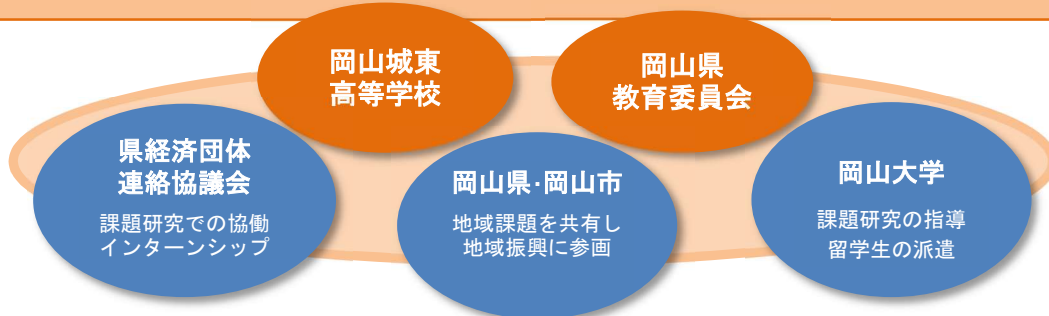 岡山城東
高等学校
岡山県
教育委員会
県経済団体
連絡協議会
課題研究での協働
インターンシップ
岡山県･岡山市
地域課題を共有し
地域振興に参画
岡山大学
課題研究の指導
留学生の派遣